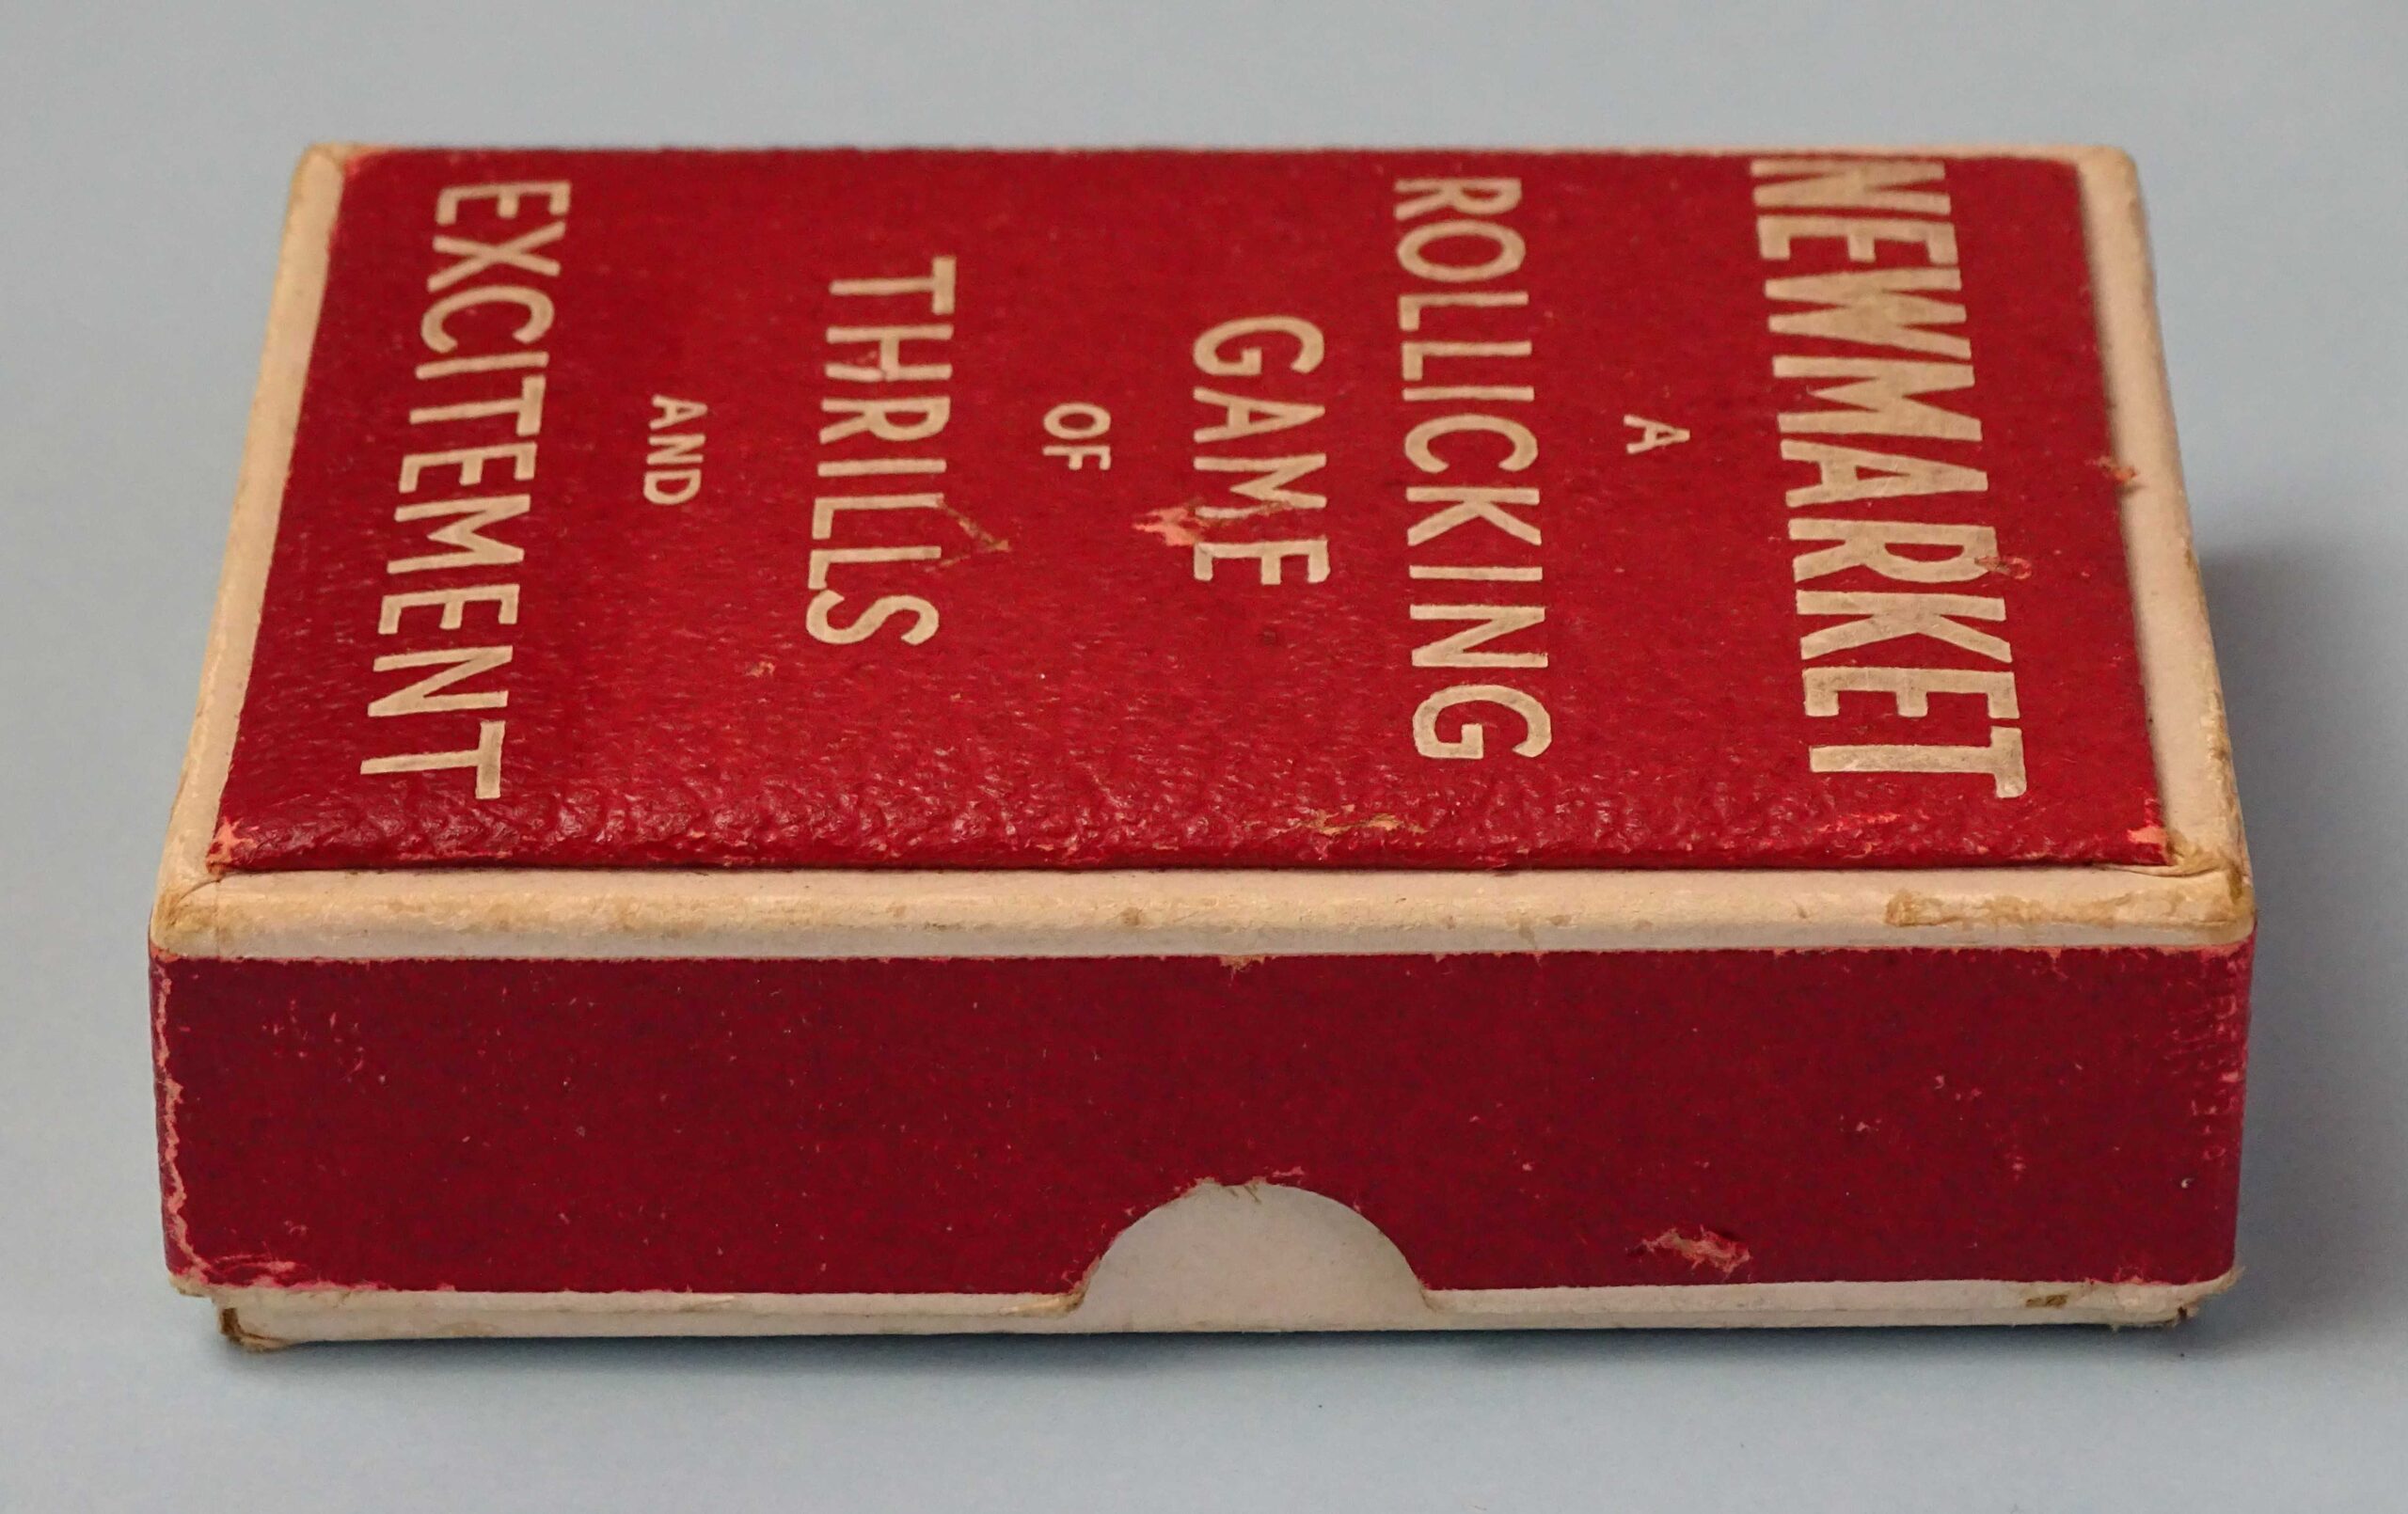 NEWMARKET
A
ROLLICKING
GAME
OF
THRILLS
AND
EXCITEMENT